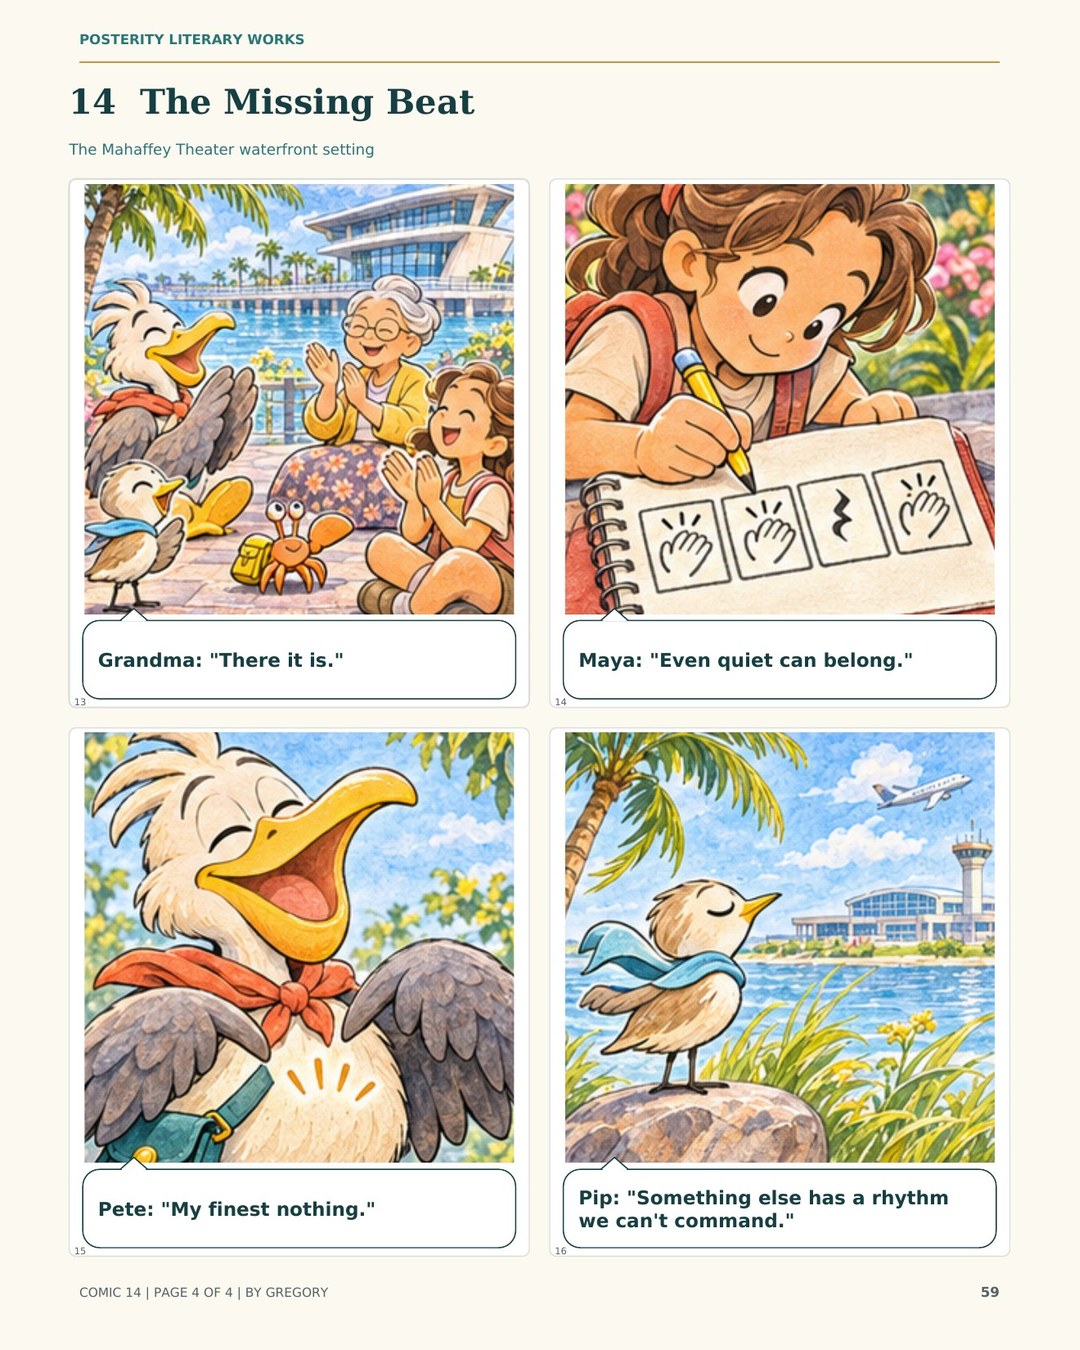 POSTERITY LITERARY WORKS
14 The Missing Beat
The Mahaffey Theater waterfront setting
Grandma: "There it is."
13
Maya: "Even quiet can belong."
14
Pete: "My finest nothing."
15
Pip: "Something else has a rhythm
we can't command."
16
COMIC 14 | PAGE 4 OF 4 | BY GREGORY
59